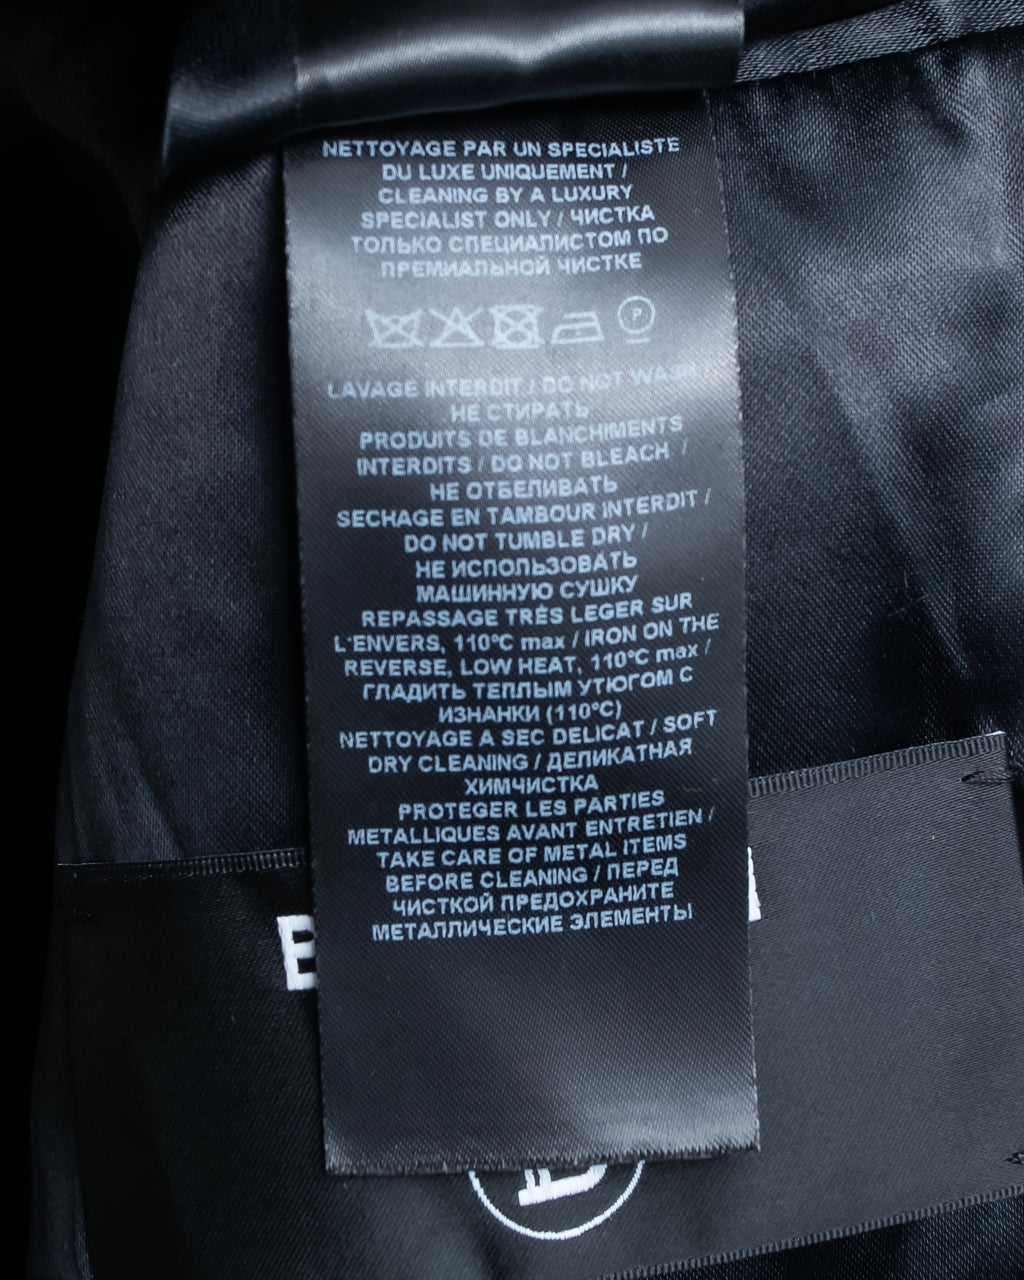 NETTOYAGE PAR UN SPECIALISTE
DU LUXE UNIQUEMENT /
CLEANING BY A LUXURY
SPECIALIST ONLY / ЧИСТКА
ТОЛЬКО СПЕЦИАЛИСТОМ ПО
ПРЕМИАЛЬНОЙ ЧИСТКЕ
P
LAVAGE INTERDIT / DO NOT WASH
НЕ СТИРАТЬ
PRODUITS DE BLANCHIMENTS
INTERDITS / DO NOT BLEACH /
НЕ ОТБЕЛИВАТЬ
SECHAGE EN TAMBOUR INTERDIT /
DO NOT TUMBLE DRY /
НЕ ИСПОЛЬЗОВАТЬ
МАШИННУЮ СУШКУ
REPASSAGE TRÈS LEGER SUR
L'ENVERS, 110°C max / IRON ON THE
REVERSE, LOW HEAT, 110°C max /
ГЛАДИТЬ ТЕПЛЫМ УТЮГОМ С
ИЗНАНКИ (110°C)
NETTOYAGE A SEC DELICAT / SOFT
DRY CLEANING / ДЕЛИКАТНАЯ
ХИМЧИСТКА
PROTEGER LES PARTIES
METALLIQUES AVANT ENTRETIEN /
TAKE CARE OF METAL ITEMS
BEFORE CLEANING / ПЕРЕД
ЧИСТКОЙ ПРЕДОХРАНИТЕ
МЕТАЛЛИЧЕСКИЕ ЭЛЕМЕНТЫ